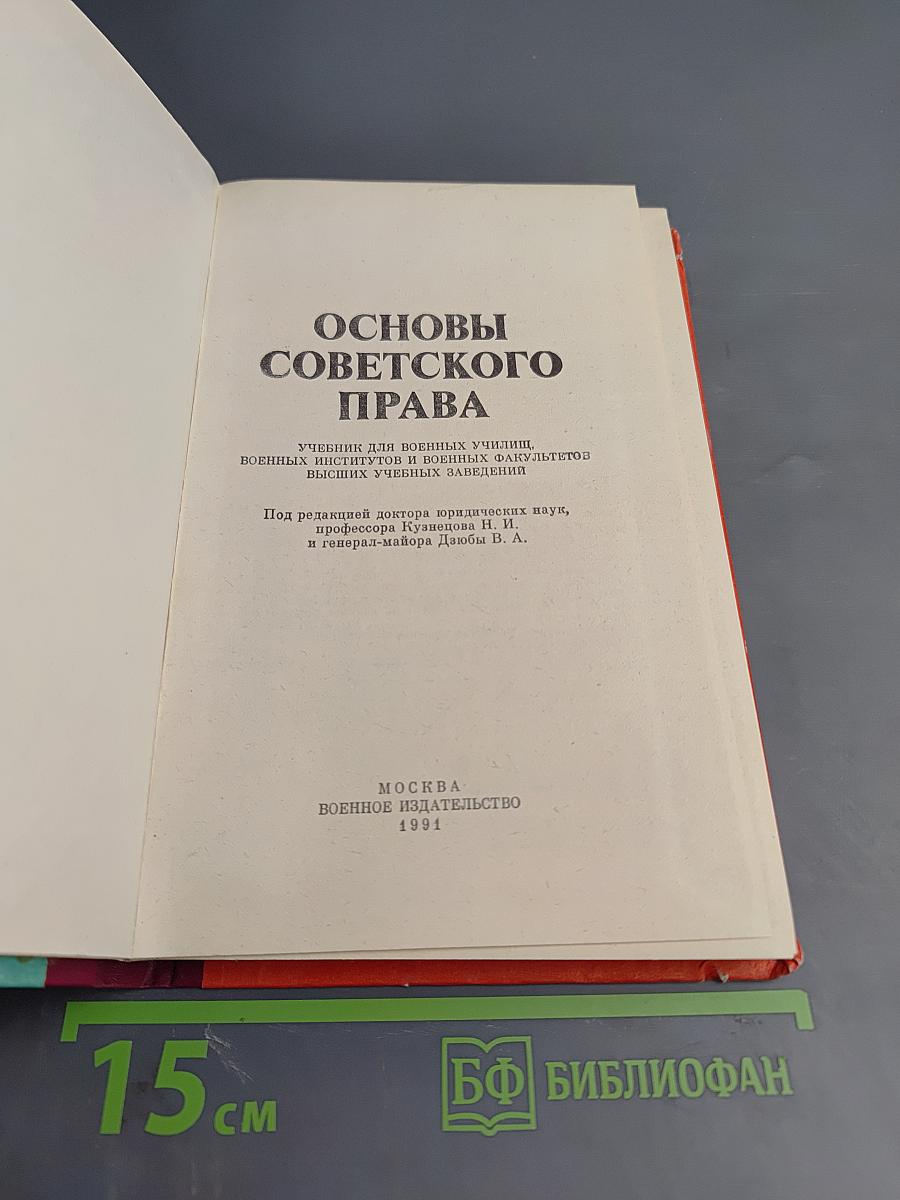 ОСНОВЫ
СОВЕТСКОГО
ПРАВА
УЧЕБНИК ДЛЯ ВОЕННЫХ УЧИЛИЩ,
ВОЕННЫХ ИНСТИТУТОВ И ВОЕННЫХ ФАКУЛЬТЕТОВ
ВЫСШИХ УЧЕБНЫХ ЗАВЕДЕНИЙ
Под редакцией доктора юридических наук,
профессора Кузнецова Н. И.
и генерал-майора Дзюбы В. А.
МОСКВА
ВОЕННОЕ ИЗДАТЕЛЬСТВО
1991
15 см
БФ БИБЛИОФАН